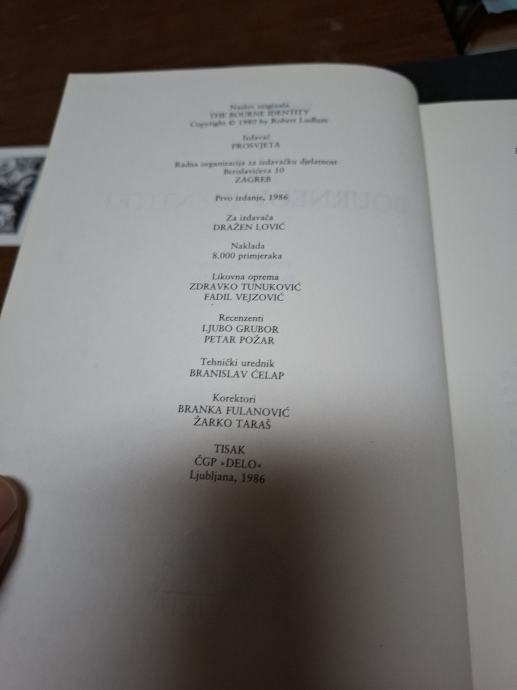 Naslov originala
THE BOURNE IDENTITY
Copyright © 1980 by Robert Ludlum
Izdavač
PROSVJETA
Radna organizacija za izdavačku djelatnost
Berislavićeva 10
ZAGREB
Prvo izdanje, 1986
Za izdavača
DRAŽEN LOVIĆ
Naklada
8.000 primjeraka
Likovna oprema
ZDRAVKO TUNUKOVIĆ
FADIL VEJZOVIĆ
Recenzenti
LJUBO GRUBOR
PETAR POŽAR
Tehnički urednik
BRANISLAV ĆELAP
Korektori
BRANKA FULANOVIĆ
ŽARKO TARAŠ
TISAK
ČGP »DELO«
Ljubljana, 1986